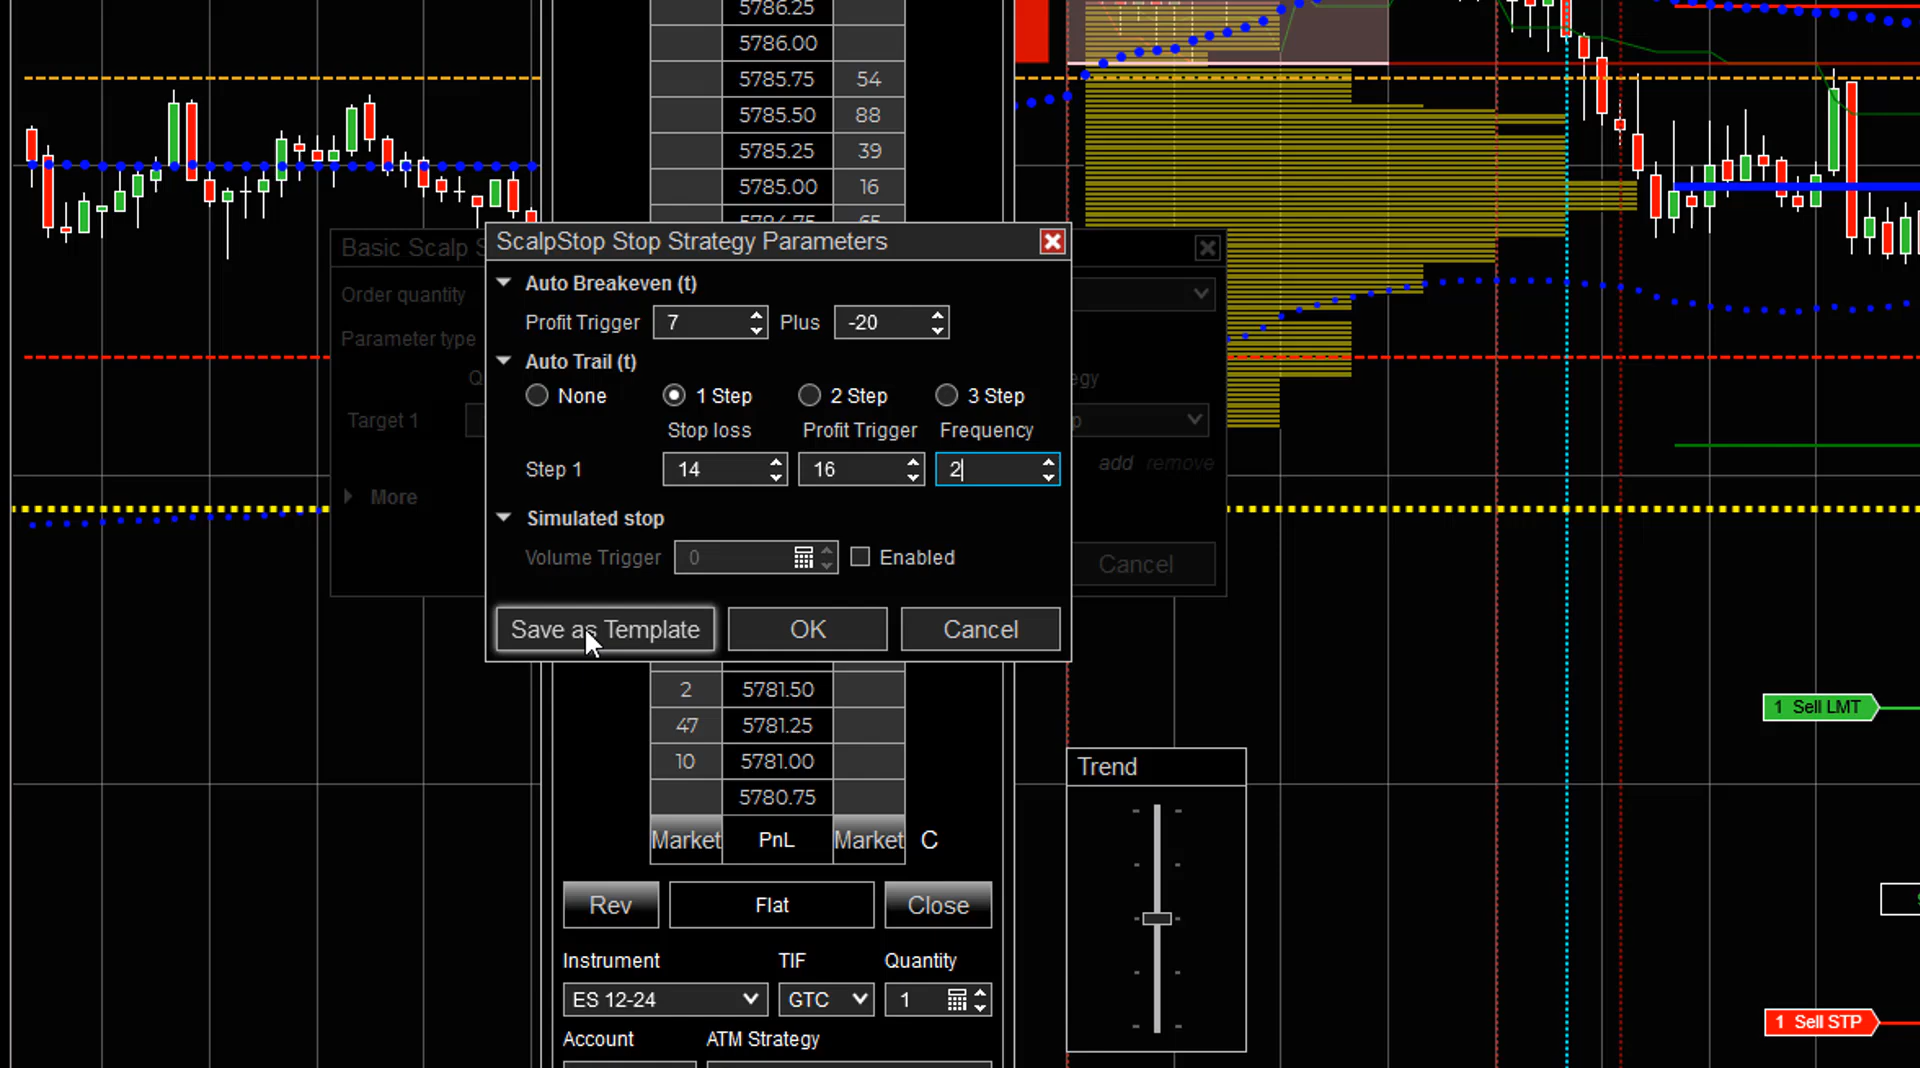 5786.25
5786.00
5785.75 54
5785.50 88
5785.25 39
5785.00 16
5784.75 65
Basic Scalp S
ScalpStop Stop Strategy Parameters
Order quantity
Parameter type
Target 1
More
Auto Breakeven (t)
Profit Trigger 7 Plus -20
Auto Trail (t)
None 1 Step 2 Step 3 Step
Stop loss Profit Trigger Frequency
Step 1 14 16 2
Simulated stop
Volume Trigger 0 Enabled
Save as Template OK Cancel
add remove
Cancel
2 5781.50
47 5781.25
10 5781.00
5780.75
Market PnL Market C
Rev Flat Close
Instrument TIF Quantity
ES 12-24 GTC 1
Account ATM Strategy
Trend
1 Sell LMT
1 Sell STP